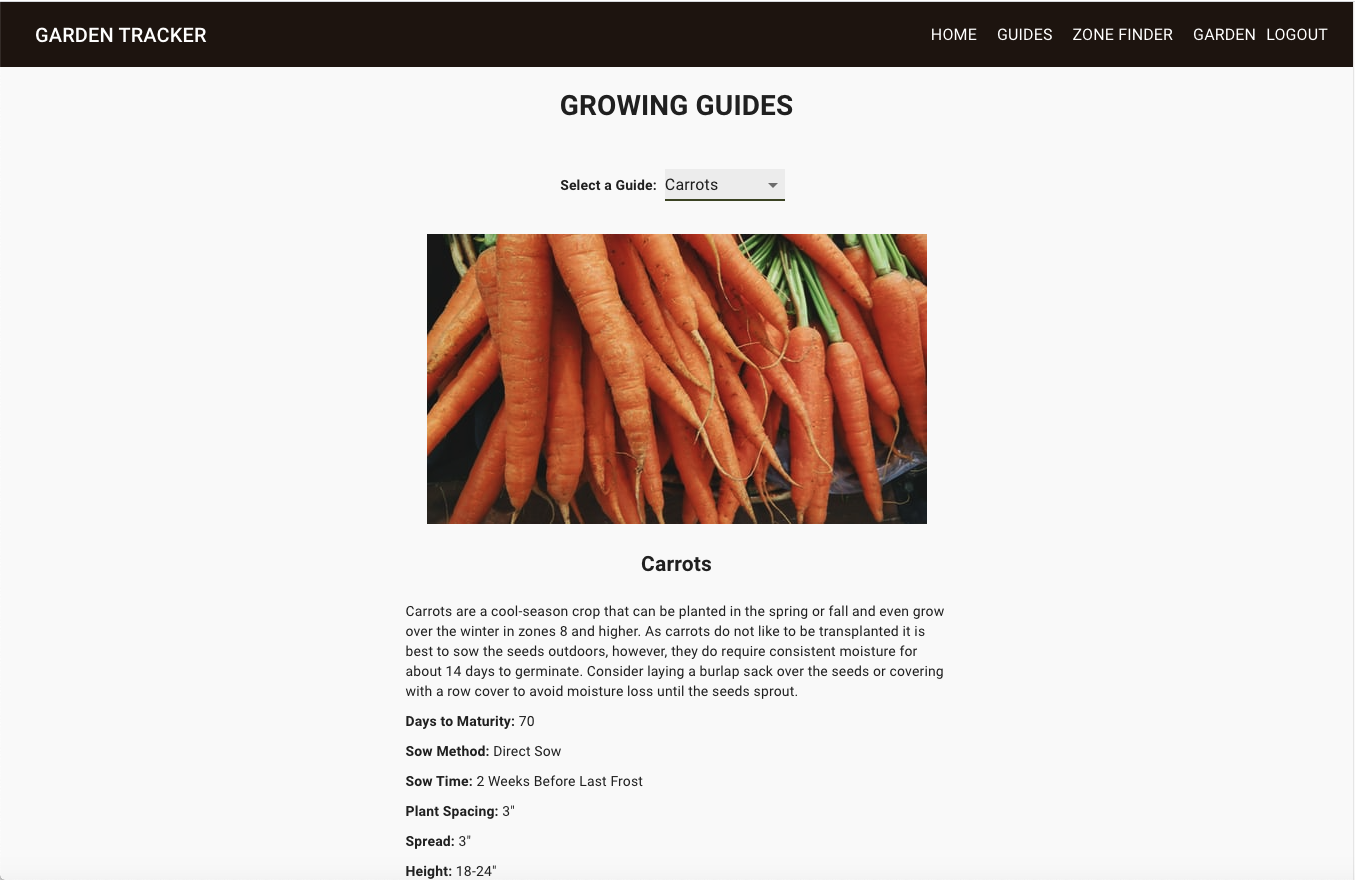 GARDEN TRACKER HOME GUIDES ZONE FINDER GARDEN LOGOUT
GROWING GUIDES
Select a Guide: Carrots
Carrots
Carrots are a cool-season crop that can be planted in the spring or fall and even grow
over the winter in zones 8 and higher. As carrots do not like to be transplanted it is
best to sow the seeds outdoors, however, they do require consistent moisture for
about 14 days to germinate. Consider laying a burlap sack over the seeds or covering
with a row cover to avoid moisture loss until the seeds sprout.
Days to Maturity: 70
Sow Method: Direct Sow
Sow Time: 2 Weeks Before Last Frost
Plant Spacing: 3"
Spread: 3"
Height: 18-24"